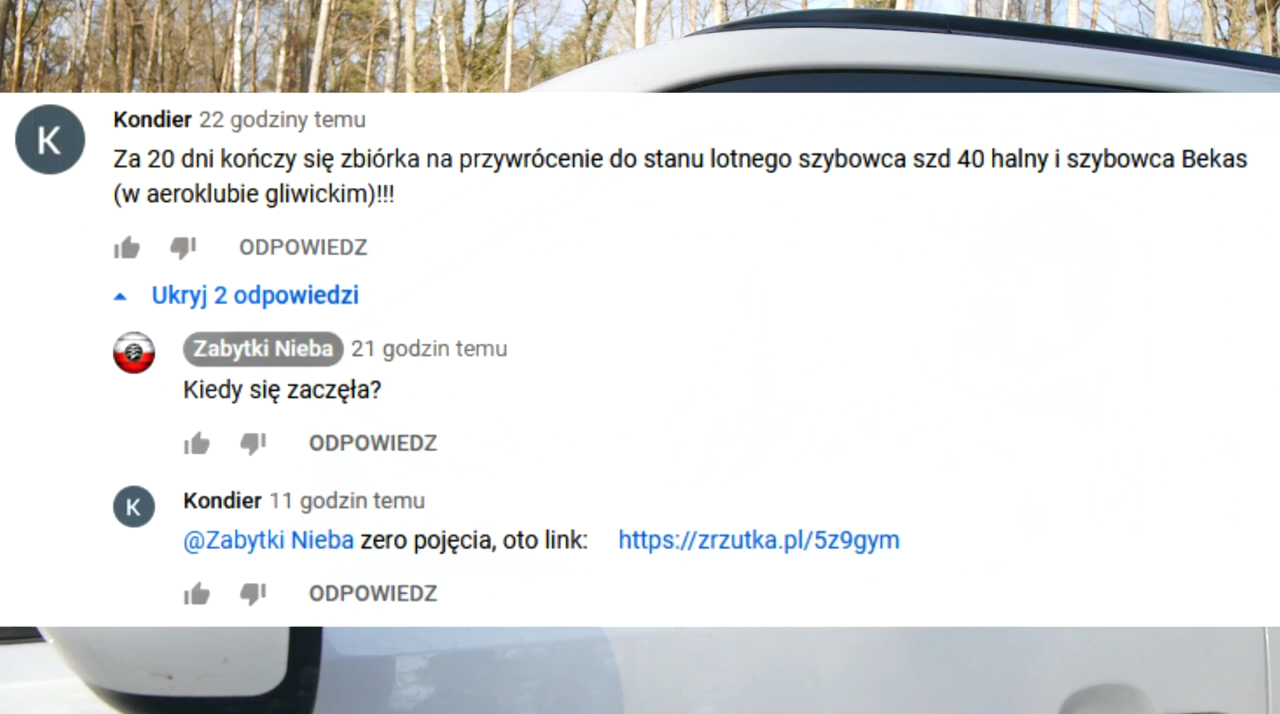 K
Kondier 22 godziny temu
Za 20 dni kończy się zbiórka na przywrócenie do stanu lotnego szybowca szd 40 halny i szybowca Bekas
(w aeroklubie gliwickim)!!!
ODPOWIEDZ
Ukryj 2 odpowiedzi
Zabytki Nieba 21 godzin temu
Kiedy się zaczęła?
ODPOWIEDZ
K
Kondier 11 godzin temu
@Zabytki Nieba zero pojęcia, oto link: https://zrzutka.pl/5z9gym
ODPOWIEDZ